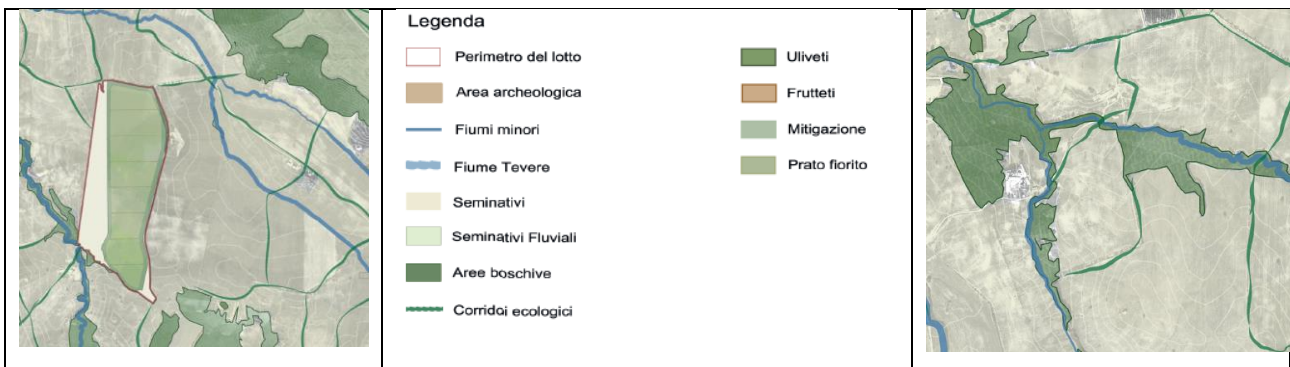 Legenda
Perimetro del lotto
Area archeologica
Fiumi minori
Fiume Tevere
Seminativi
Seminativi Fluviali
Aree boschive
Corridoi ecologici
Uliveti
Frutteti
Mitigazione
Prato fiorito